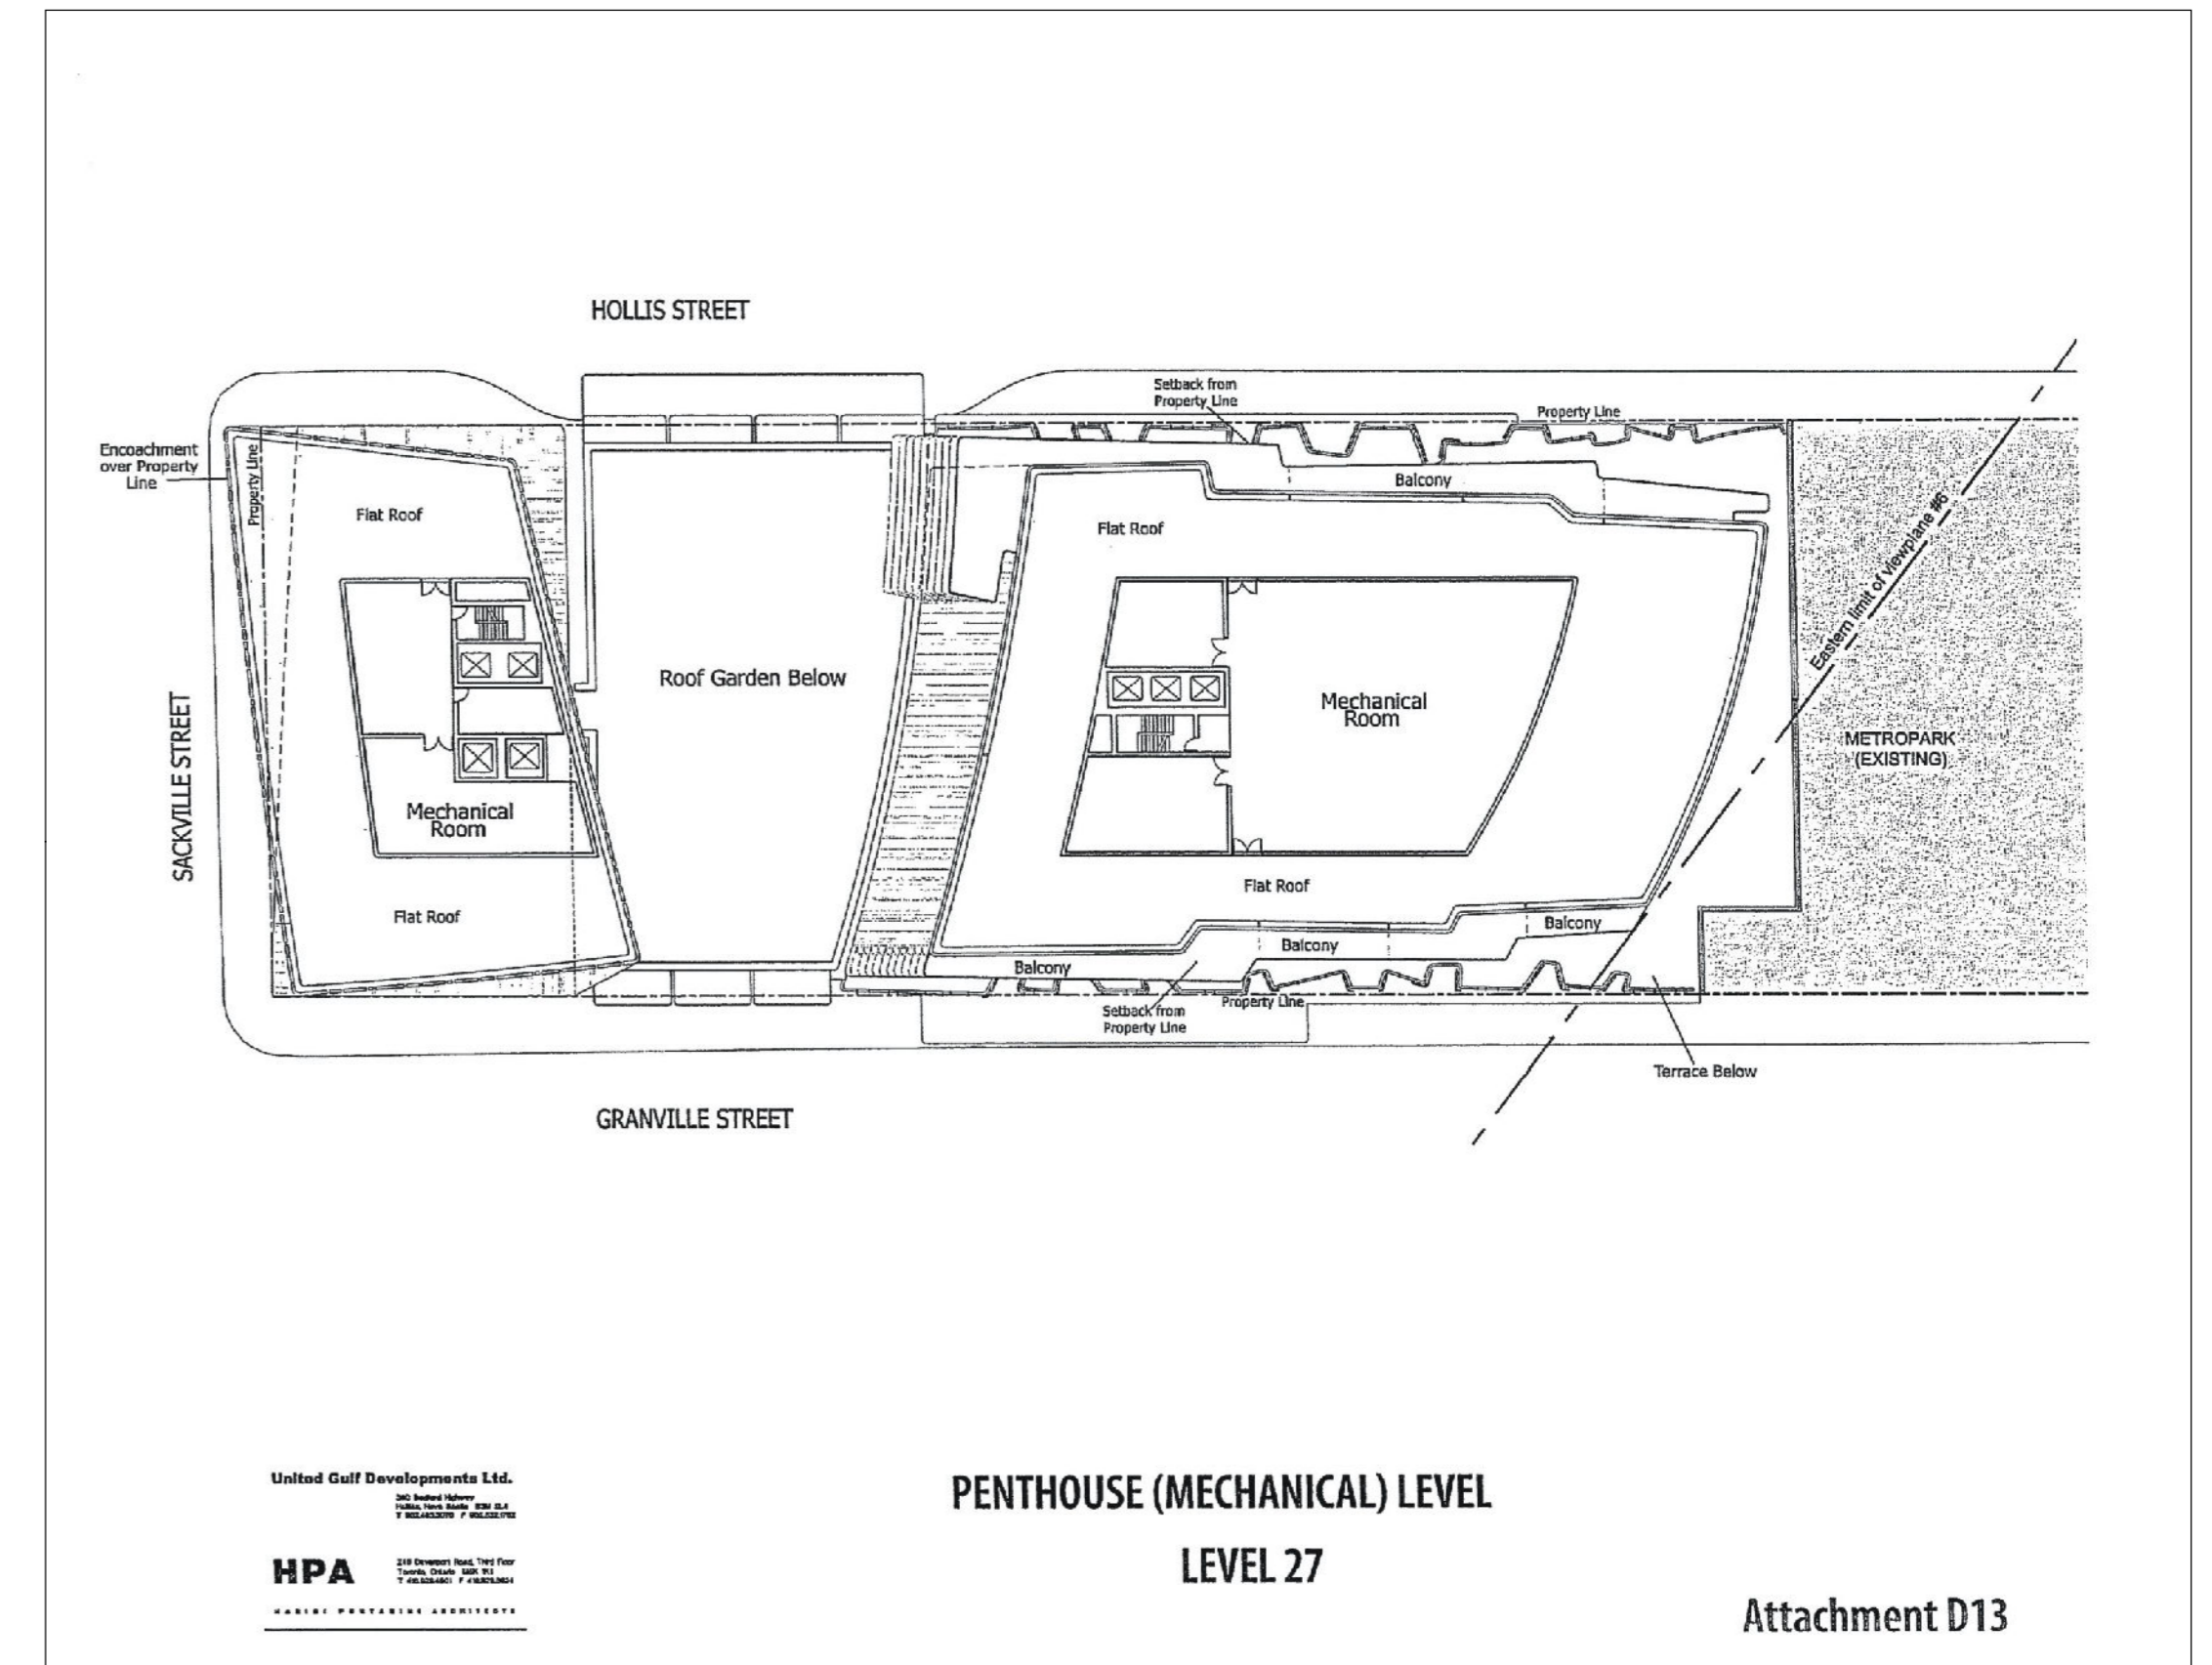 HOLLIS STREET
Setback from
Property Line
Property Line
Encoachment
over Property
Line
Property Line
Balcony
Flat Roof
Flat Roof
Eastern limit of viewplane #6
Roof Garden Below
Mechanical
Room
METROPARK
(EXISTING)
SACKVILLE STREET
Mechanical
Room
Flat Roof
Flat Roof
Balcony
Balcony
Balcony
Property Line
Setback from
Property Line
Terrace Below
GRANVILLE STREET
United Gulf Developments Ltd.
HPA
PENTHOUSE (MECHANICAL) LEVEL
LEVEL 27
Attachment D13